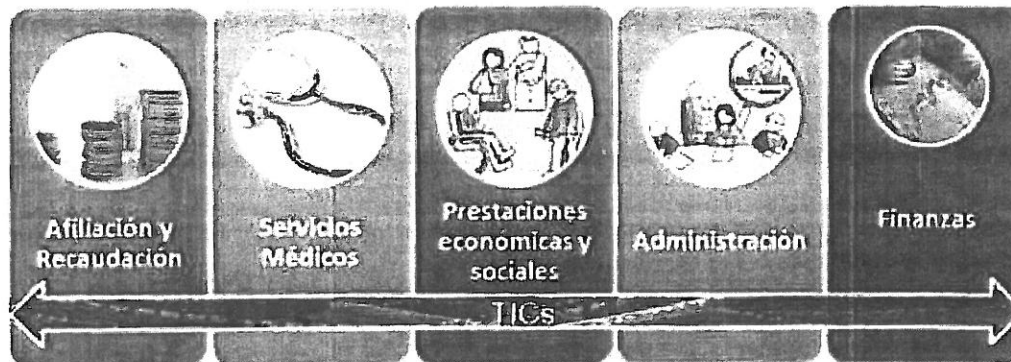 Afiliación y
Recaudación
Servicios
Médicos
Prestaciones
económicas y
sociales
Administración
Finanzas
TICs